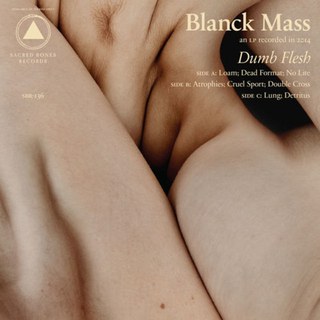 Blanck Mass
an LP recorded in 2014
Dumb Flesh
SIDE A: Loam; Dead Format; No Lite
SIDE B: Atrophies; Cruel Sport; Double Cross
SIDE C: Lung; Detritus
SACRED BONES
RECORDS